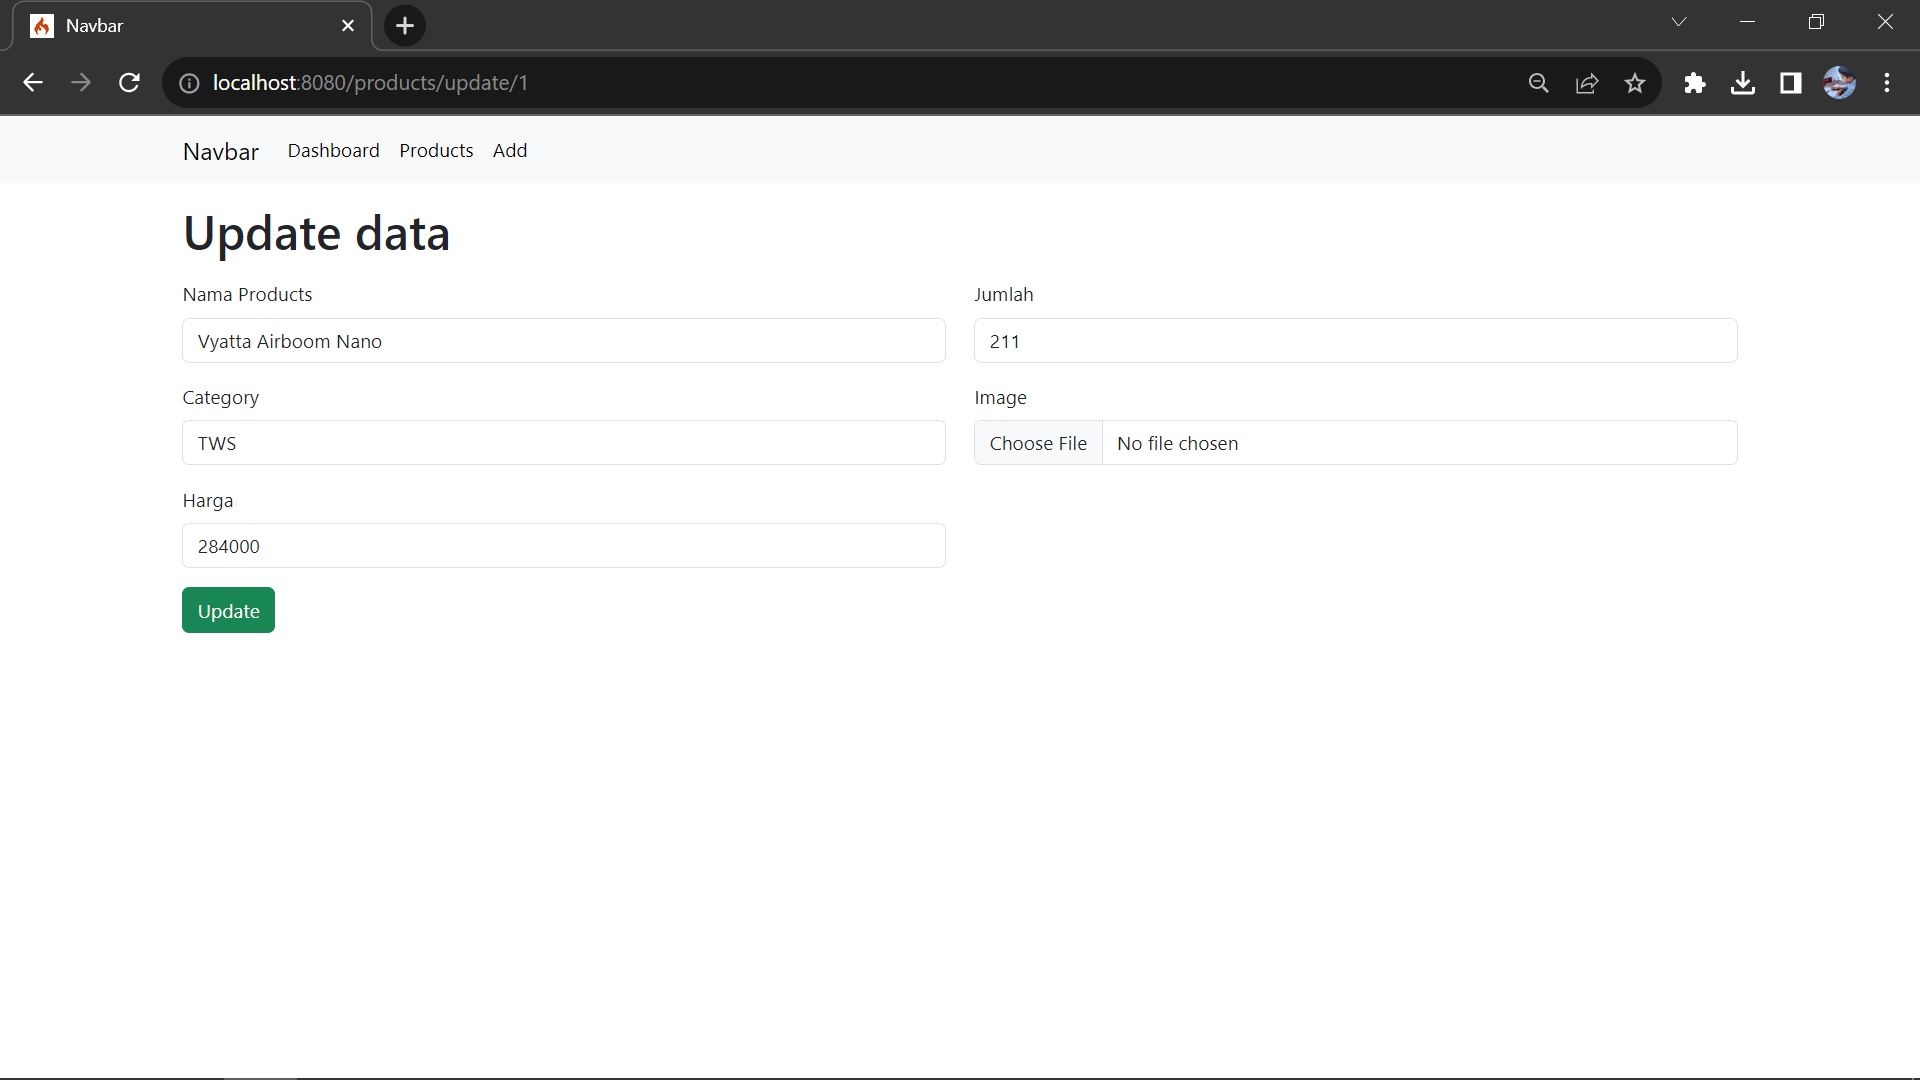 Navbar
localhost:8080/products/update/1
Navbar Dashboard Products Add
Update data
Nama Products
Vyatta Airboom Nano
Jumlah
211
Category
TWS
Image
Choose File No file chosen
Harga
284000
Update